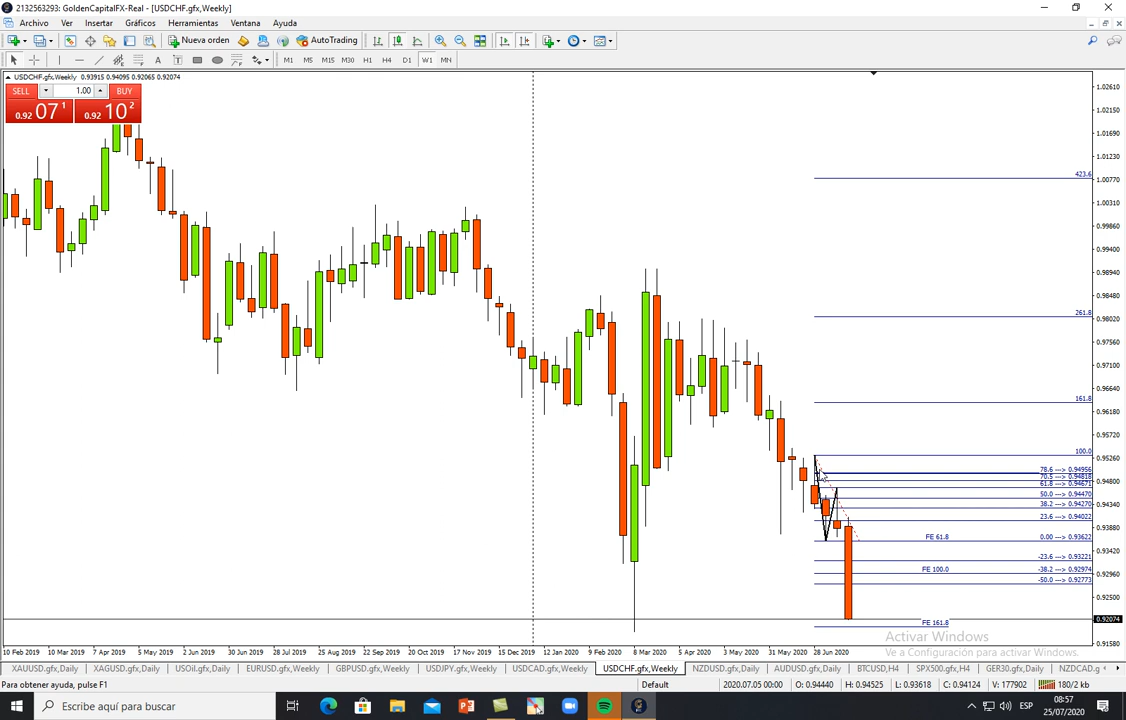 2132563293: GoldenCapitalFX-Real - [USDCHF.gfx,Weekly]
Archivo Ver Insertar Gráficos Herramientas Ventana Ayuda
Nueva orden AutoTrading
A T M1 M5 M15 M30 H1 H4 D1 W1 MN
USDCHF.gfx,Weekly 0.93915 0.94095 0.92065 0.92074
SELL 1.00 BUY
0.92 07 1 0.92 10 2
1.02610
1.02150
1.01690
1.01230
423.6
1.00770
1.00310
0.99860
0.99400
0.98940
0.98480
261.8
0.98020
0.97560
0.97100
0.96640
161.8
0.96180
0.95720
100.0
0.95260
78.6 ---> 0.94956
70.5 ---> 0.94818
0.94800
61.8 ---> 0.94671
50.0 ---> 0.94470
38.2 ---> 0.94270
0.94340
23.6 ---> 0.94022
0.93880
FE 61.8 0.00 ---> 0.93622
0.93420
-23.6 ---> 0.93221
FE 100.0 -38.2 ---> 0.92974
0.92960
-50.0 ---> 0.92773
0.92500
0.92074
FE 161.8
Activar Windows
0.91580
Ve a Configuración para activar Windows.
10 Feb 2019 10 Mar 2019 7 Apr 2019 5 May 2019 2 Jun 2019 30 Jun 2019 28 Jul 2019 25 Aug 2019 22 Sep 2019 20 Oct 2019 17 Nov 2019 15 Dec 2019 12 Jan 2020 9 Feb 2020 8 Mar 2020 5 Apr 2020 3 May 2020 31 May 2020 28 Jun 2020
XAUUSD.gfx,Daily XAGUSD.gfx,Daily USOil.gfx,Daily EURUSD.gfx,Weekly GBPUSD.gfx,Weekly USDJPY.gfx,Weekly USDCAD.gfx,Weekly USDCHF.gfx,Weekly NZDUSD.gfx,Daily AUDUSD.gfx,Daily BTCUSD,H4 SPX500.gfx,H4 GER30.gfx,Daily NZDCAD.g
Para obtener ayuda, pulse F1 Default 2020.07.05 00:00 O: 0.94440 H: 0.94525 L: 0.93618 C: 0.94124 V: 177902 180/2 kb
Escribe aquí para buscar
ESP
08:57
25/07/2020